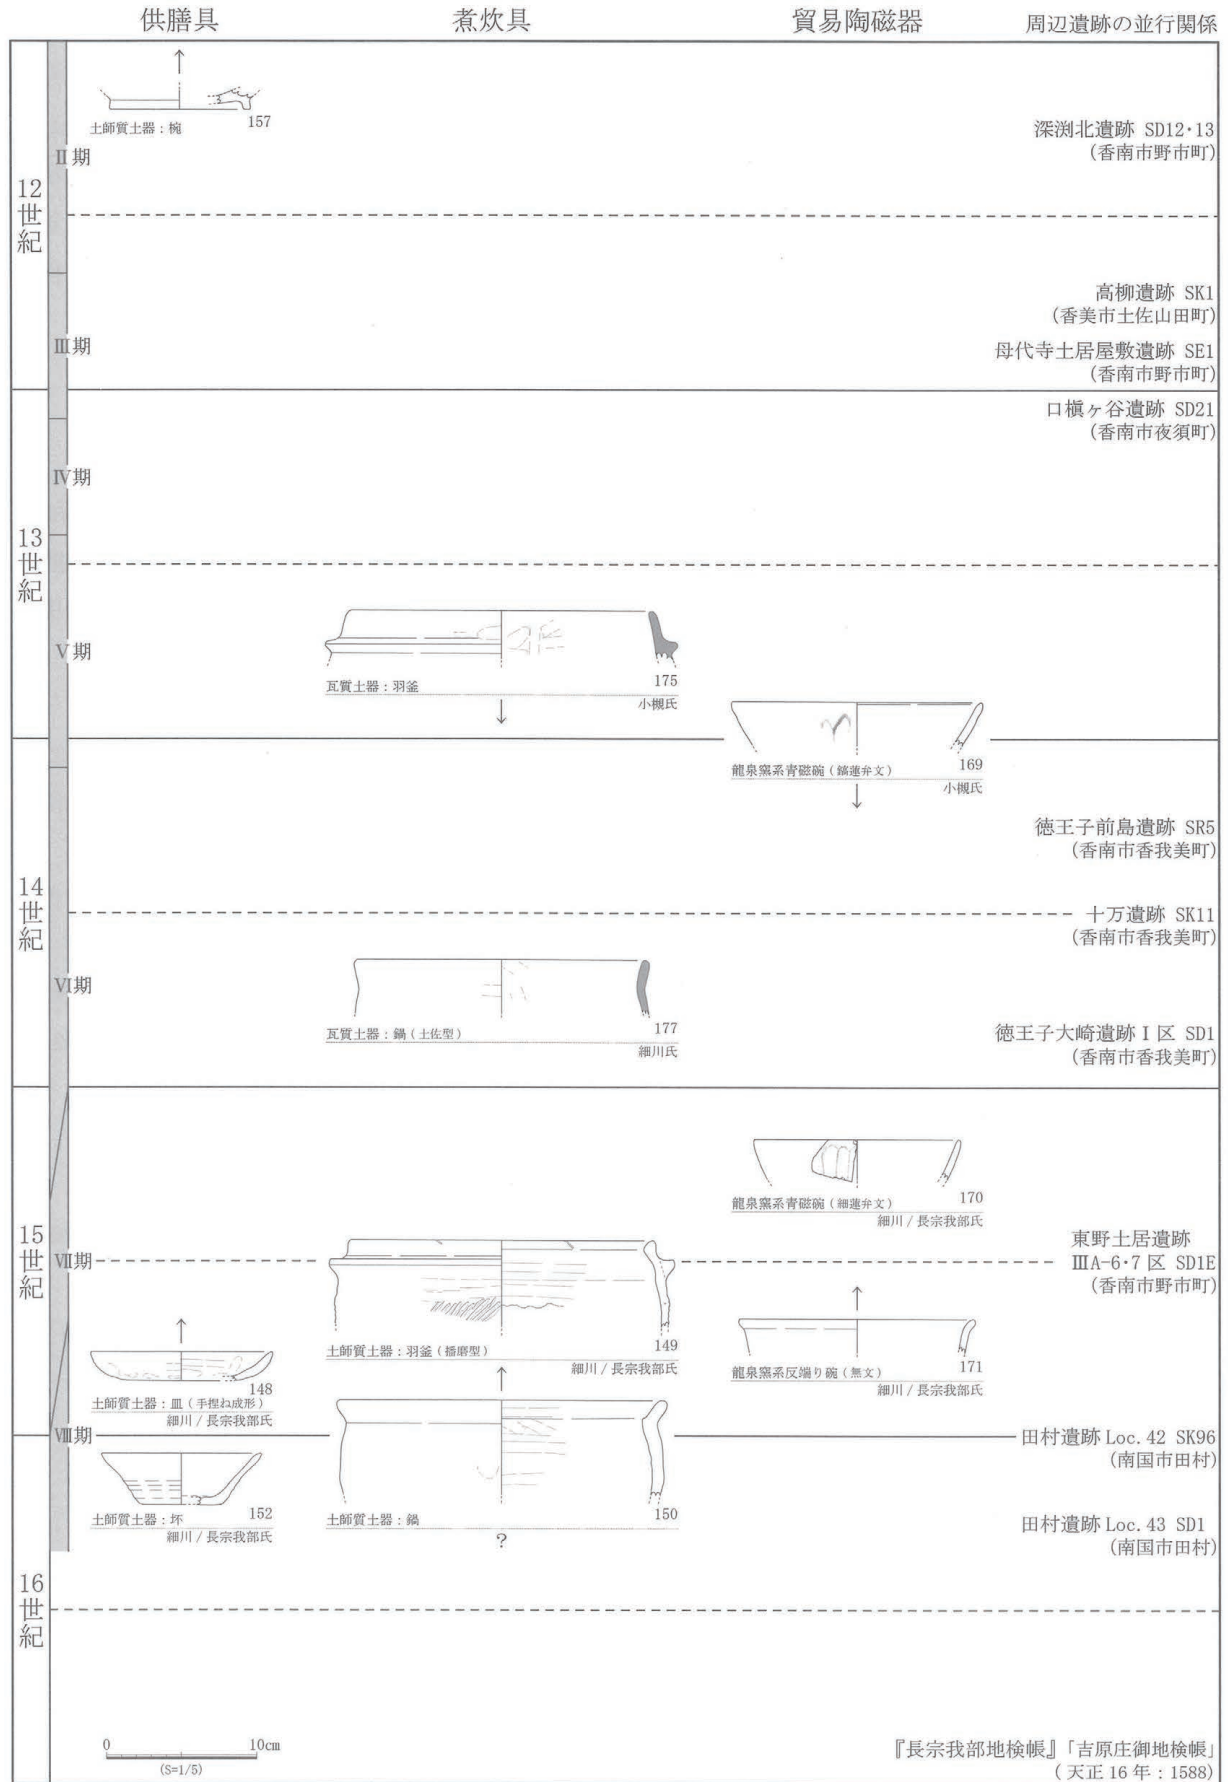 供膳具
煮炊具
貿易陶磁器
周辺遺跡の並行関係
12世紀
13世紀
14世紀
15世紀
16世紀
Ⅱ期
Ⅲ期
Ⅳ期
Ⅴ期
Ⅵ期
Ⅶ期
Ⅷ期
157
土師質土器：椀
148
土師質土器：皿（手捏ね成形）
細川／長宗我部氏
152
土師質土器：坏
細川／長宗我部氏
175
瓦質土器：羽釜
小槻氏
177
瓦質土器：鍋（土佐型）
細川氏
149
土師質土器：羽釜（播磨型）
細川／長宗我部氏
150
土師質土器：鍋
?
169
龍泉窯系青磁碗（鎬蓮弁文）
小槻氏
170
龍泉窯系青磁碗（細蓮弁文）
細川／長宗我部氏
171
龍泉窯系反端り碗（無文）
細川／長宗我部氏
深渕北遺跡 SD12・13
(香南市野市町)
高柳遺跡 SK1
(香美市土佐山田町)
母代寺土居屋敷遺跡 SE1
(香南市野市町)
口槇ヶ谷遺跡 SD21
(香南市夜須町)
徳王子前島遺跡 SR5
(香南市香我美町)
十万遺跡 SK11
(香南市香我美町)
徳王子大崎遺跡Ⅰ区 SD1
(香南市香我美町)
東野土居遺跡
ⅢA-6・7区 SD1E
(香南市野市町)
田村遺跡 Loc.42 SK96
(南国市田村)
田村遺跡 Loc.43 SD1
(南国市田村)
『長宗我部地検帳』「吉原庄御地検帳」
(天正16年：1588)
0 10cm
(S=1/5)